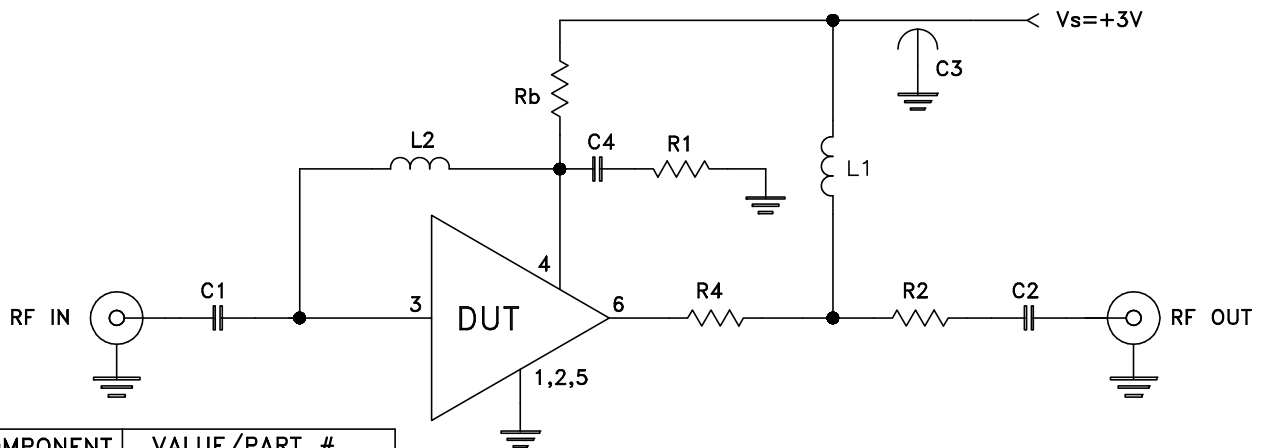 Vs=+3V
C3
Rb
L2
C4
R1
L1
4
C1
3
DUT
6
R4
R2
C2
RF IN
RF OUT
1,2,5
VALUE/PART #